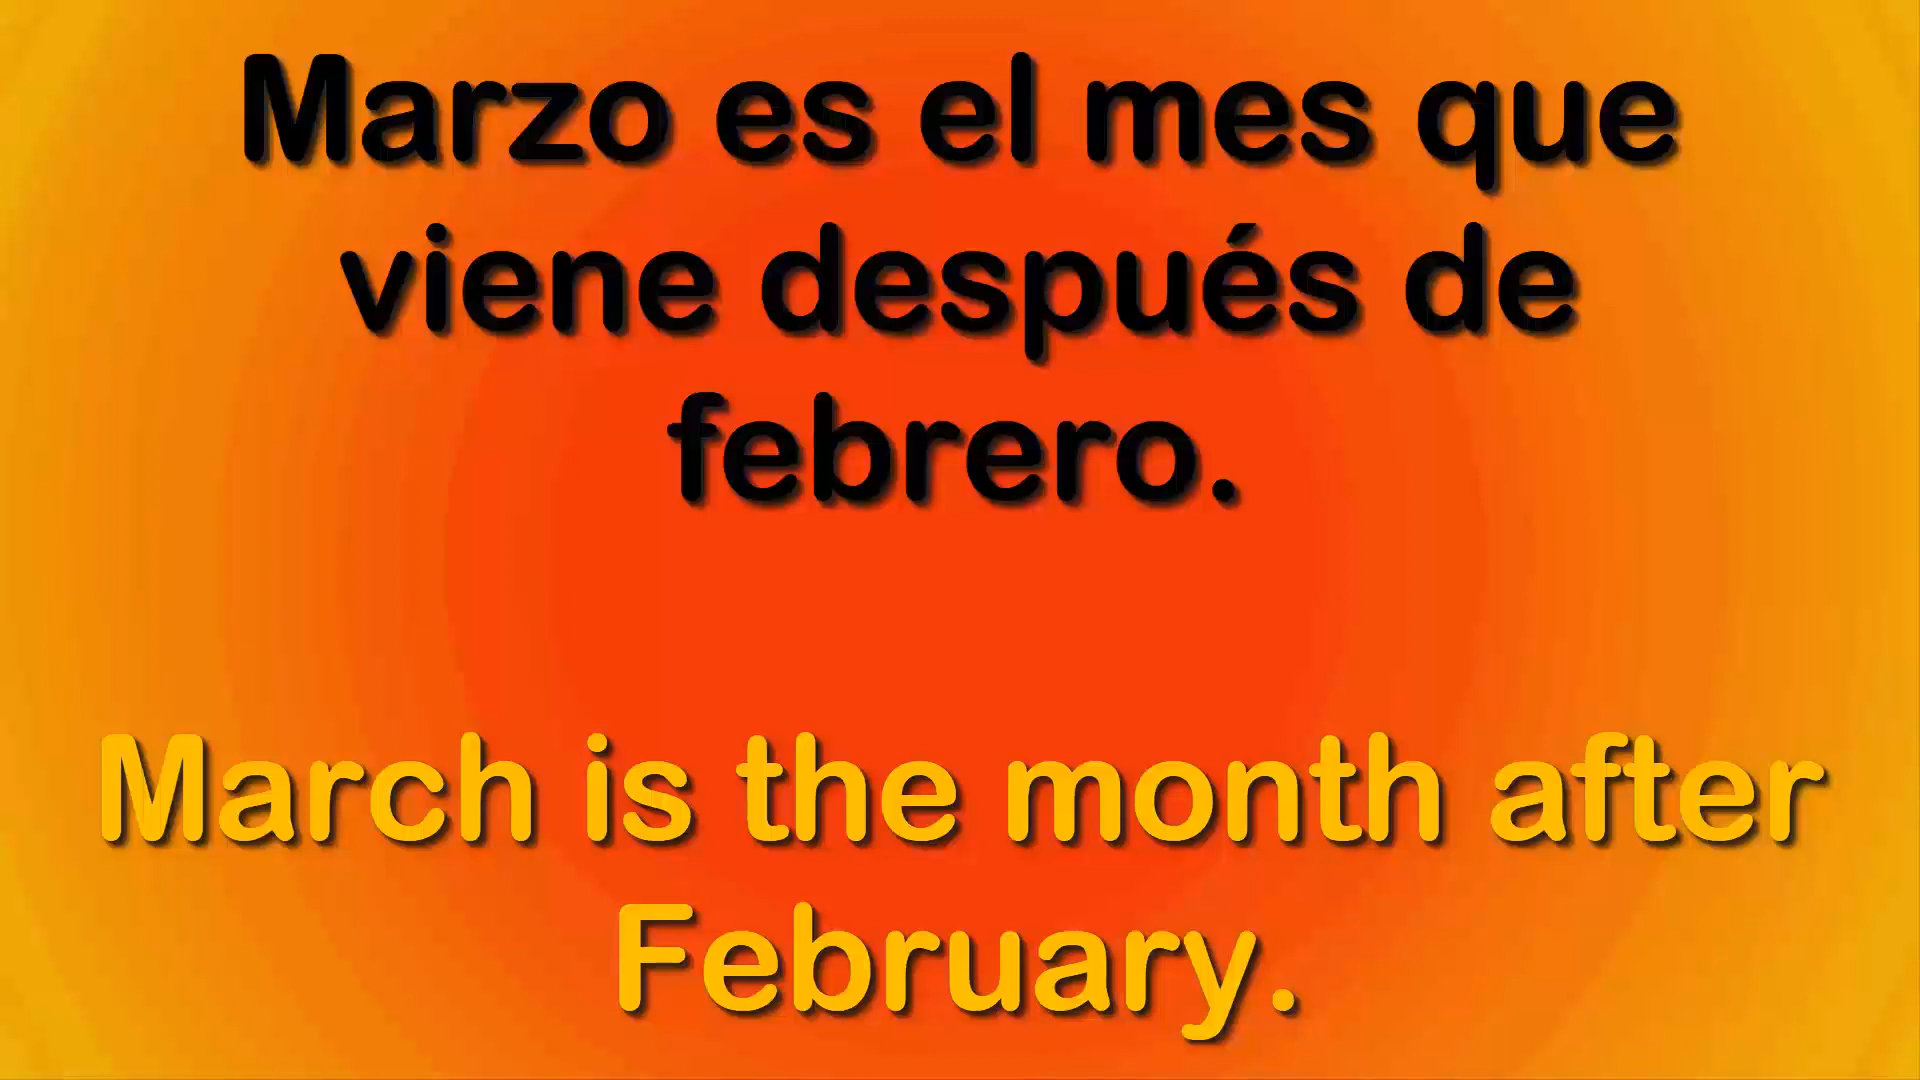 Marzo es el mes que
viene después de
febrero.
March is the month after
February.